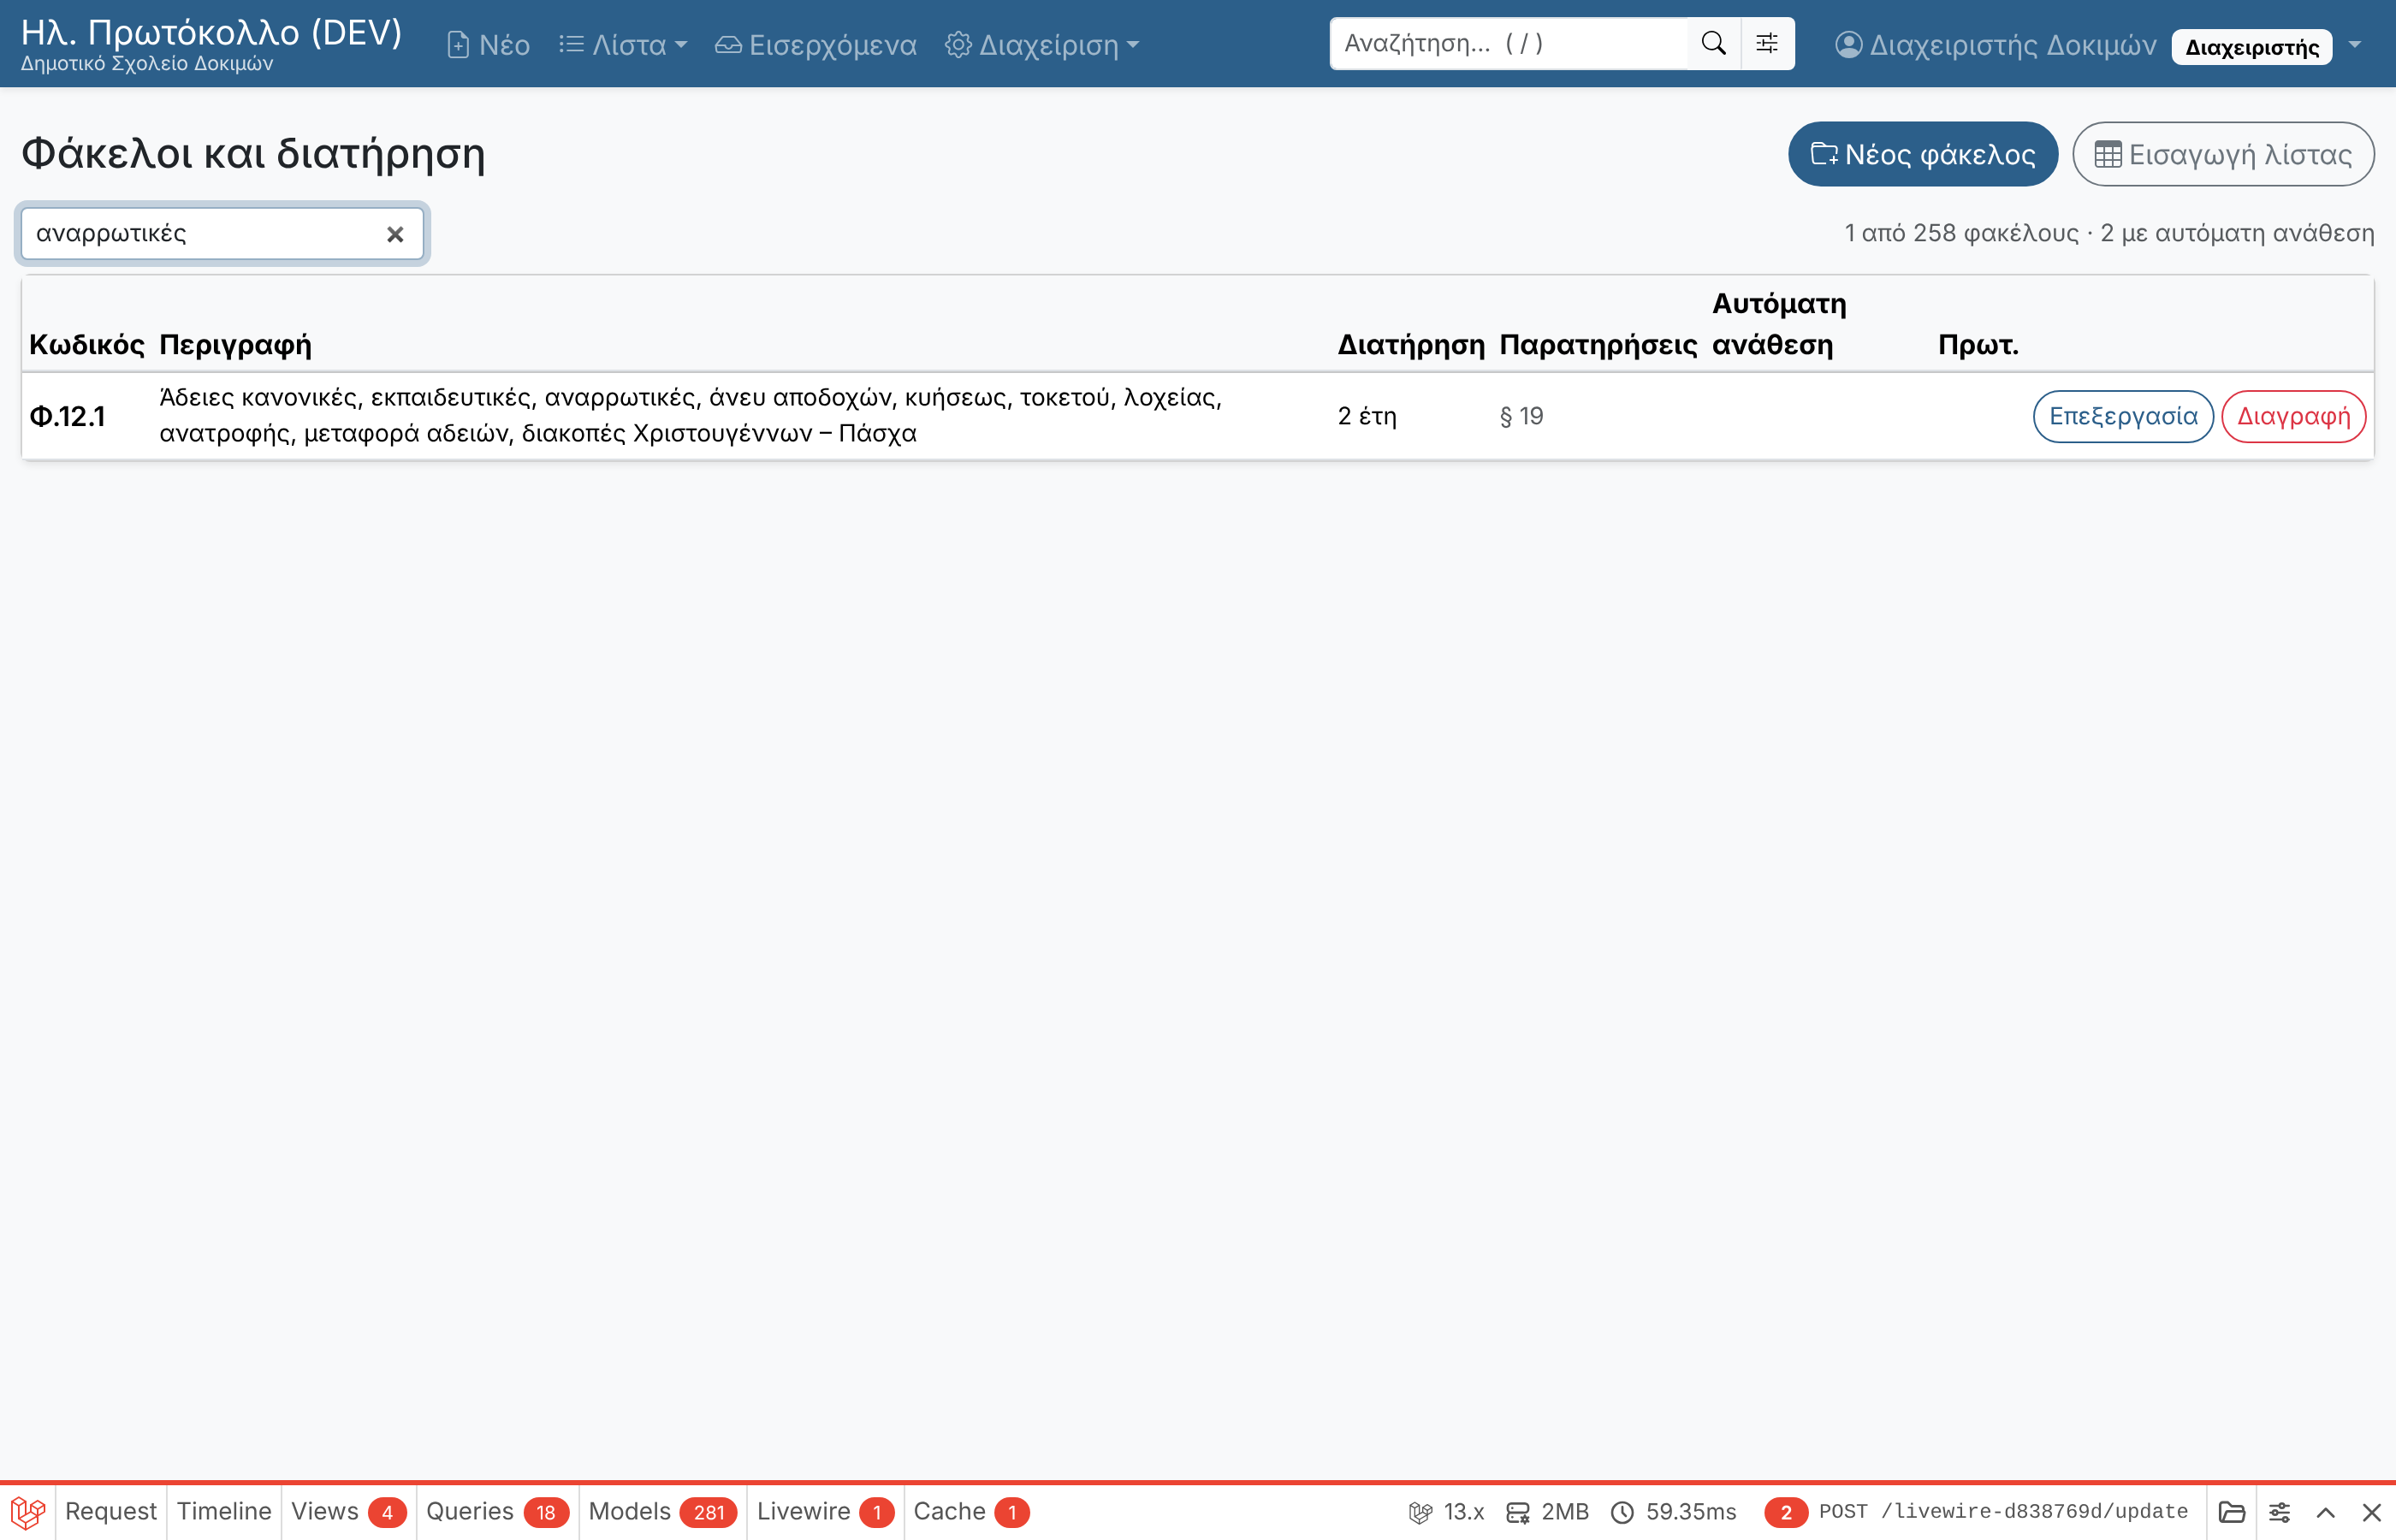 Ηλ. Πρωτόκολλο (DEV)
Δημοτικό Σχολείο Δοκιμών
Νέο
Λίστα
Εισερχόμενα
Διαχείριση
Αναζήτηση... ( / )
Διαχειριστής Δοκιμών
Διαχειριστής
Φάκελοι και διατήρηση
Νέος φάκελος
Εισαγωγή λίστας
αναρρωτικές
1 από 258 φακέλους · 2 με αυτόματη ανάθεση
Κωδικός Περιγραφή Διατήρηση Παρατηρήσεις Αυτόματη ανάθεση Πρωτ.
Φ.12.1
Άδειες κανονικές, εκπαιδευτικές, αναρρωτικές, άνευ αποδοχών, κυήσεως, τοκετού, λοχείας,
ανατροφής, μεταφορά αδειών, διακοπές Χριστουγέννων – Πάσχα
2 έτη
§ 19
Επεξεργασία
Διαγραφή
Request Timeline Views 4 Queries 18 Models 281 Livewire 1 Cache 1
13.x 2MB 59.35ms 2 POST /livewire-d838769d/update